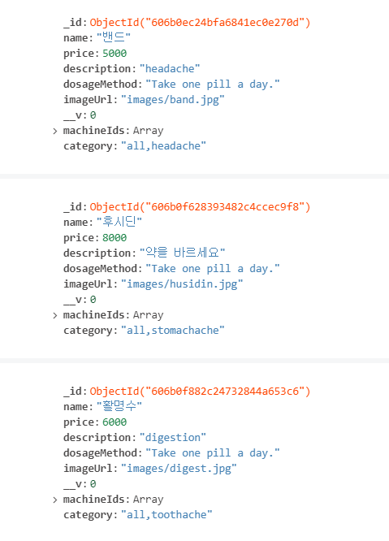 _id:ObjectId("606b0ec24bfa6841ec0e270d")
name:"밴드"
price:5000
description:"headache"
dosageMethod:"Take one pill a day."
imageUrl:"images/band.jpg"
__v:0
> machineIds:Array
category:"all,headache"
_id:ObjectId("606b0f628393482c4ccec9f8")
name:"후시딘"
price:8000
description:"약을 바르세요"
dosageMethod:"Take one pill a day."
imageUrl:"images/husidin.jpg"
__v:0
> machineIds:Array
category:"all,stomachache"
_id:ObjectId("606b0f882c24732844a653c6")
name:"활명수"
price:6000
description:"digestion"
dosageMethod:"Take one pill a day."
imageUrl:"images/digest.jpg"
__v:0
> machineIds:Array
category:"all,toothache"